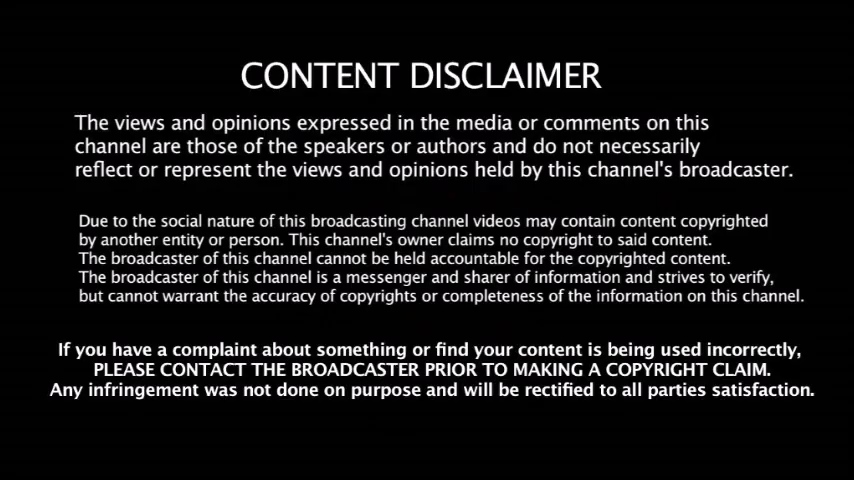 CONTENT DISCLAIMER
The views and opinions expressed in the media or comments on this
channel are those of the speakers or authors and do not necessarily
reflect or represent the views and opinions held by this channel's broadcaster.
Due to the social nature of this broadcasting channel videos may contain content copyrighted
by another entity or person. This channel's owner claims no copyright to said content.
The broadcaster of this channel cannot be held accountable for the copyrighted content.
The broadcaster of this channel is a messenger and sharer of information and strives to verify,
but cannot warrant the accuracy of copyrights or completeness of the information on this channel.
If you have a complaint about something or find your content is being used incorrectly,
PLEASE CONTACT THE BROADCASTER PRIOR TO MAKING A COPYRIGHT CLAIM.
Any infringement was not done on purpose and will be rectified to all parties satisfaction.